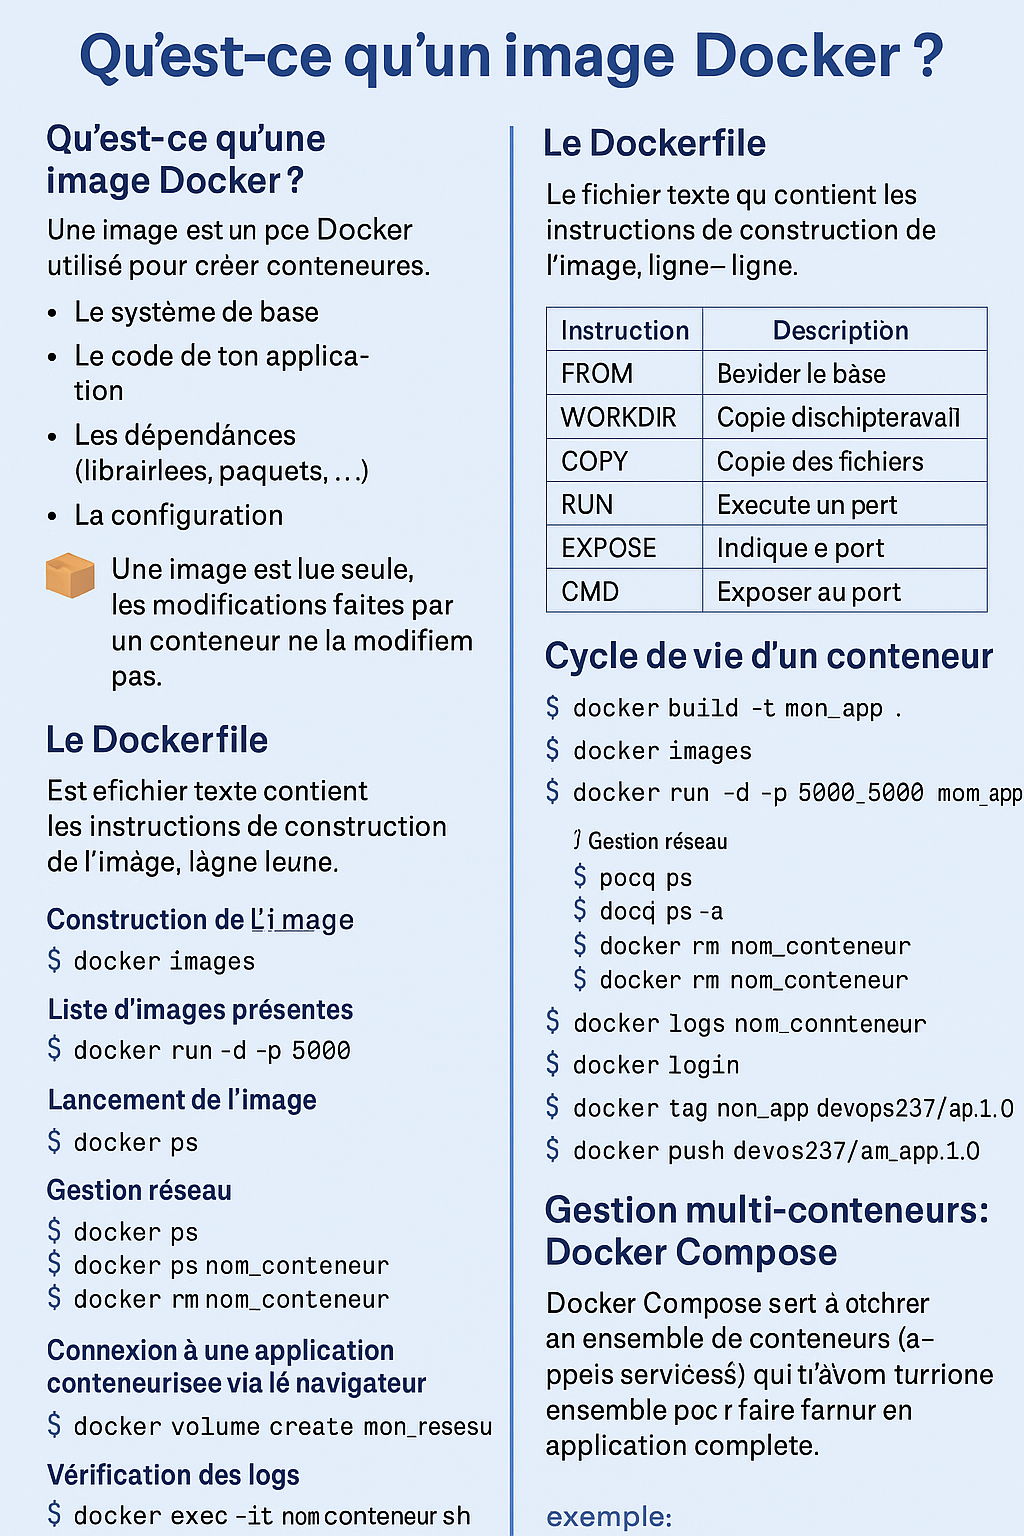 Qu'est-ce qu'un image Docker ?
Qu'est-ce qu'une
image Docker ?
Une image est un pce Docker
utilisé pour crèer conteneures.
• Le système de base
• Le code de ton applica-
tion
• Les dépendánces
(librairlees, paquets, ...)
• La configuration
Une image est lue seule,
les modifications faites par
un conteneur ne la modifiem
pas.
Le Dockerfile
Est efichier texte contient
les instructions de construction
de l'imàge, làgne leune.
Construction de L'image
$ docker images
Liste d'images présentes
$ docker run -d -p 5000
Lancement de l'image
$ docker ps
Gestion réseau
$ docker ps
$ docker ps nom_conteneur
$ docker rm nom_conteneur
Connexion à une application
conteneurisee via lé navigateur
$ docker volume create mon_resesu
Vérification des logs
$ docker exec -it nom conteneur sh
Le Dockerfile
Le fichier texte qu contient les
instructions de construction de
l'image, ligne– ligne.
Instruction Description
FROM Bevider le bàse
WORKDIR Copie dischipteravail
COPY Copie des fichiers
RUN Execute un pert
EXPOSE Indique e port
CMD Exposer au port
Cycle de vie d'un conteneur
$ docker build -t mon_app .
$ docker images
$ docker run -d -p 5000_5000 mom_app
Gestion réseau
$ pocq ps
$ docq ps -a
$ docker rm nom_conteneur
$ docker rm nom_conteneur
$ docker logs nom_connteneur
$ docker login
$ docker tag non_app devops237/ap.1.0
$ docker push devos237/am_app.1.0
Gestion multi-conteneurs:
Docker Compose
Docker Compose sert à otchrer
an ensemble de conteneurs (a–
ppeis serviċesś) qui tı'àvom turrione
ensemble poc r faire farnur en
application complete.
exemple: